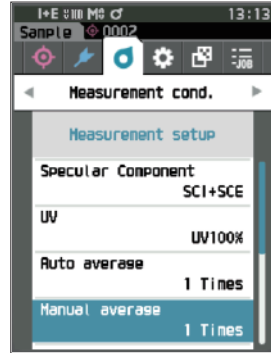 I+E M 13:13
Sample 0002
JOB
Measurement cond.
Measurement setup
Specular Component
SCI+SCE
UV
UV100%
Auto average
1 Times
Manual average
1 Times